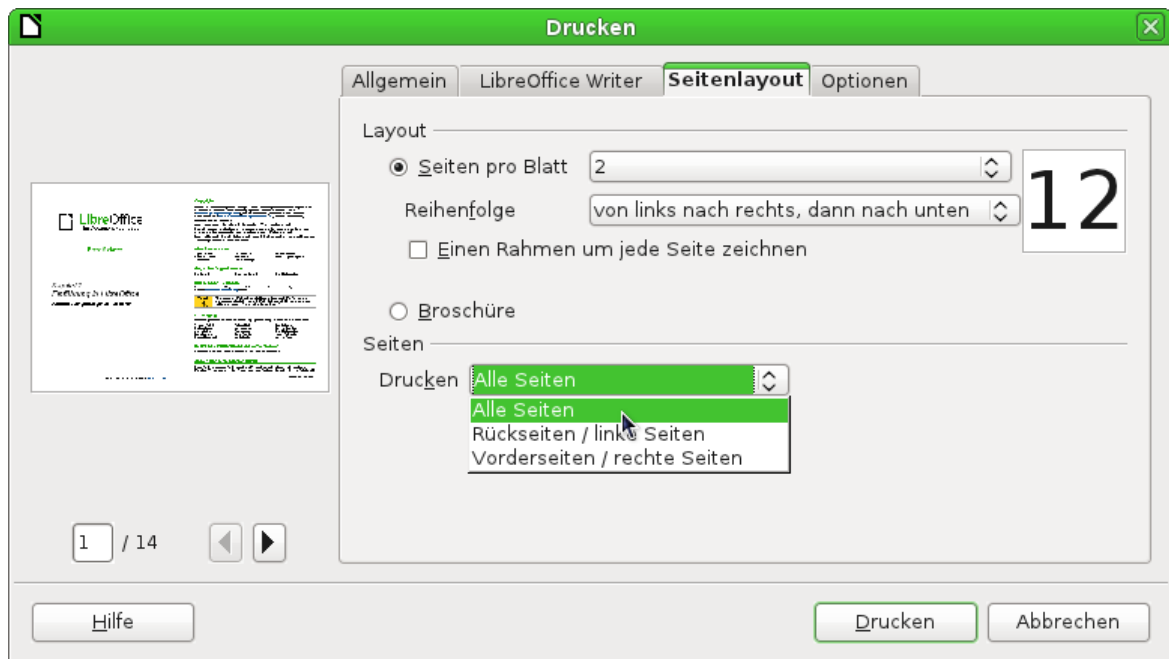 Drucken
Allgemein
LibreOffice Writer
Seitenlayout
Optionen
Layout
Seiten pro Blatt
2
12
Reihenfolge
von links nach rechts, dann nach unten
Einen Rahmen um jede Seite zeichnen
Broschüre
Seiten
Drucken
Alle Seiten
Alle Seiten
Rückseiten / linke Seiten
Vorderseiten / rechte Seiten
LibreOffice
1 / 14
Hilfe
Drucken
Abbrechen